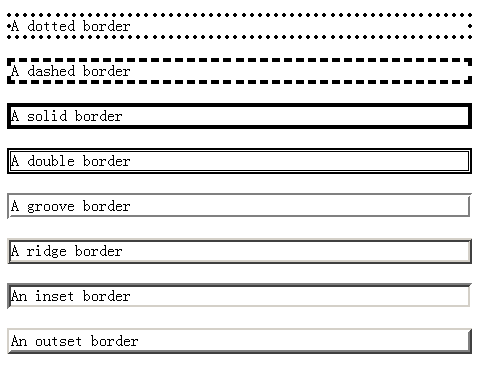 A dotted border
A dashed border
A solid border
A double border
A groove border
A ridge border
An inset border
An outset border